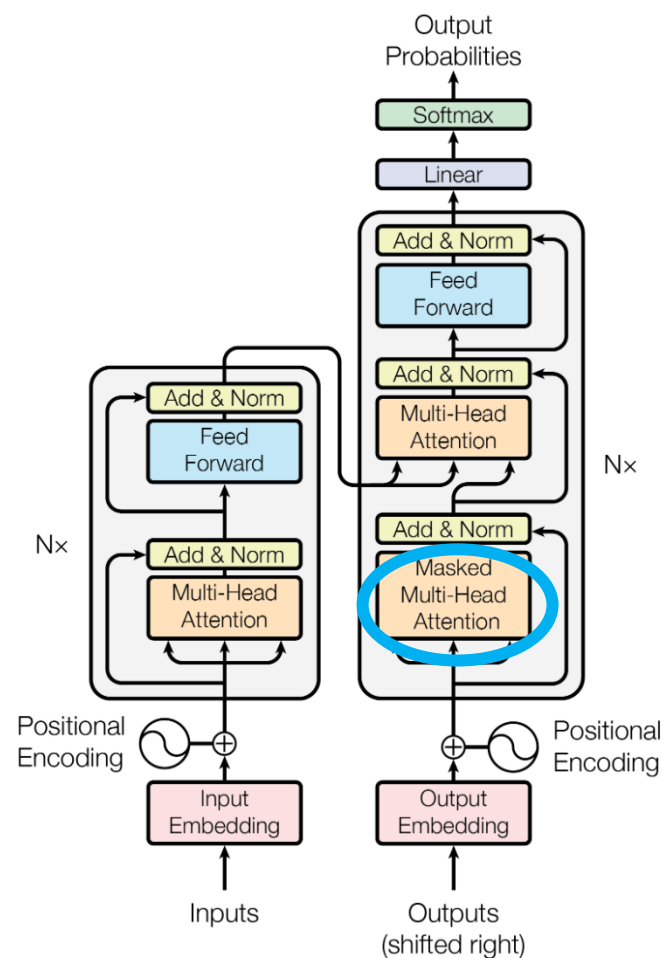 Output
Probabilities
Softmax
Linear
Add & Norm
Feed
Forward
Add & Norm
Multi-Head
Attention
Nx
Add & Norm
Masked
Multi-Head
Attention
Add & Norm
Feed
Forward
Nx
Add & Norm
Multi-Head
Attention
Positional
Encoding
Positional
Encoding
Input
Embedding
Output
Embedding
Inputs
Outputs
(shifted right)